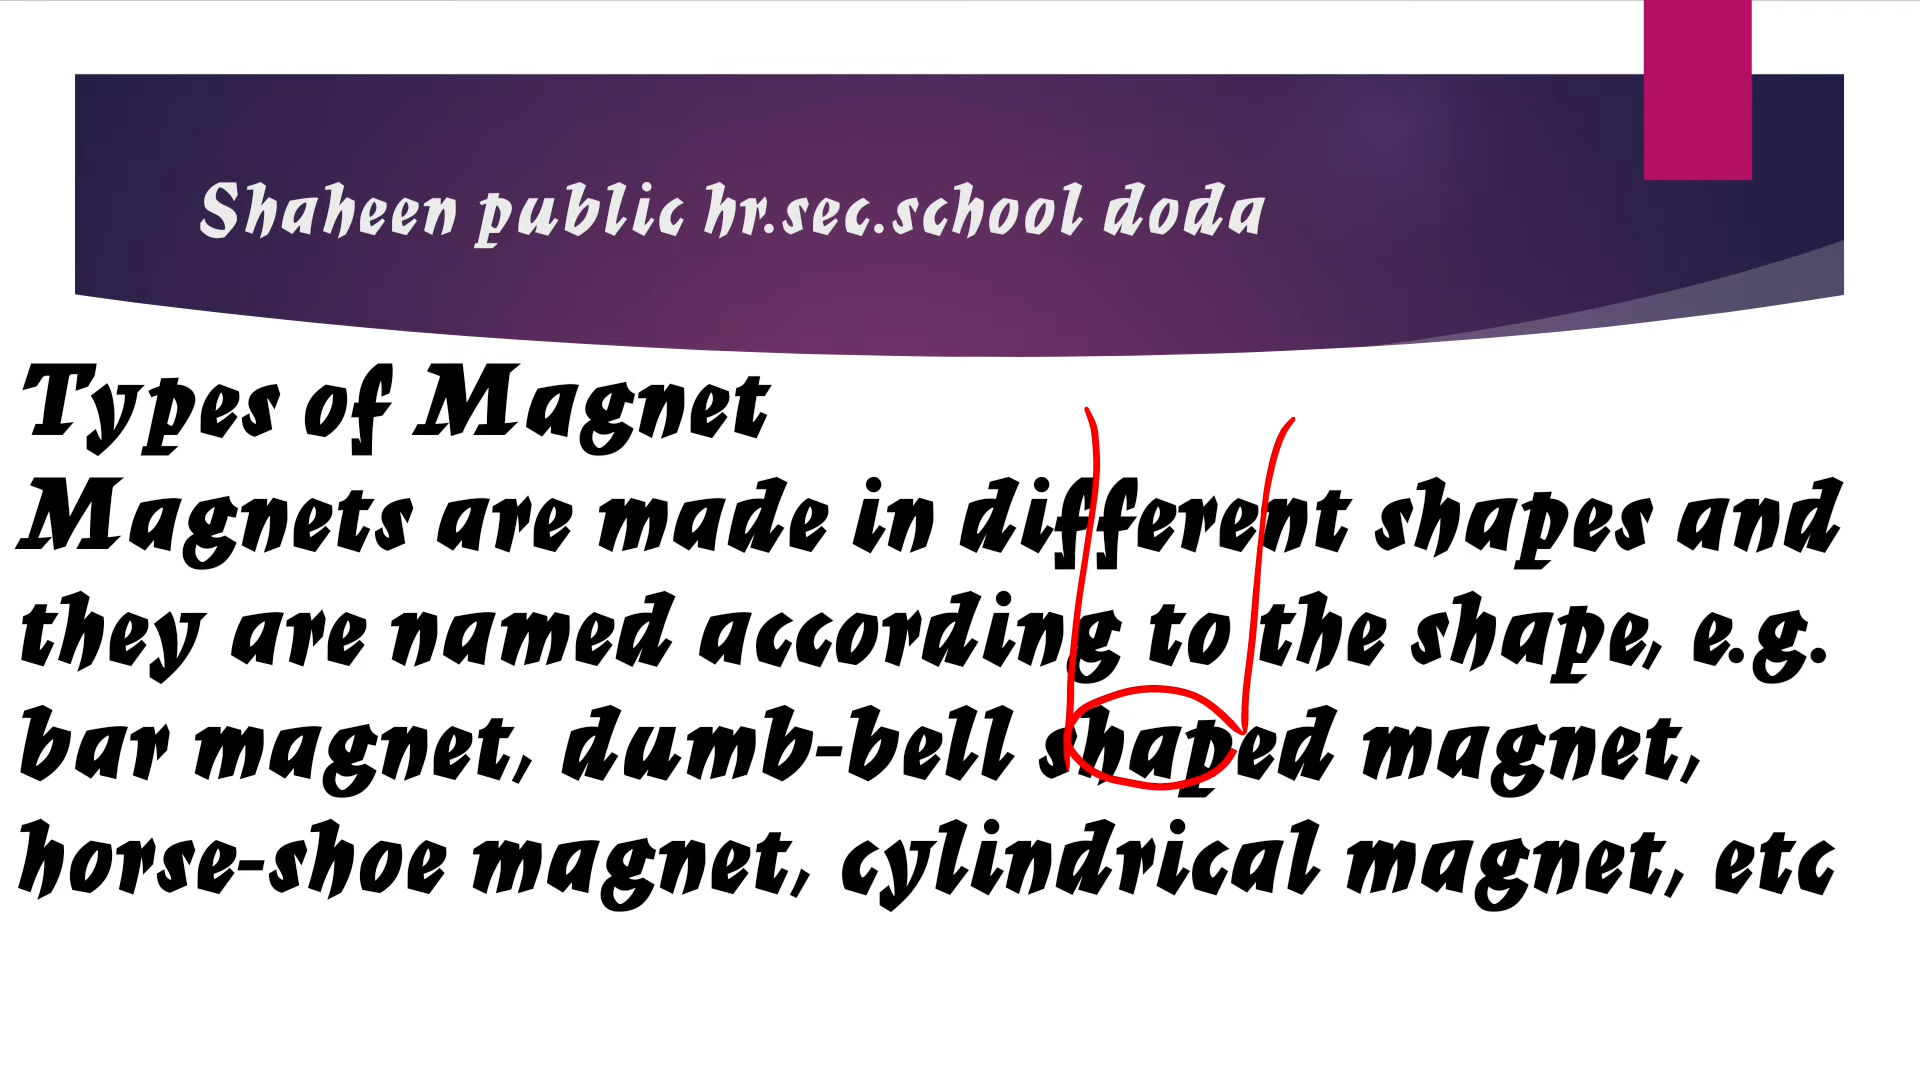 Shaheen public hr.sec.school doda
Types of Magnet
Magnets are made in different shapes and
they are named according to the shape, e.g.
bar magnet, dumb-bell shaped magnet,
horse-shoe magnet, cylindrical magnet, etc